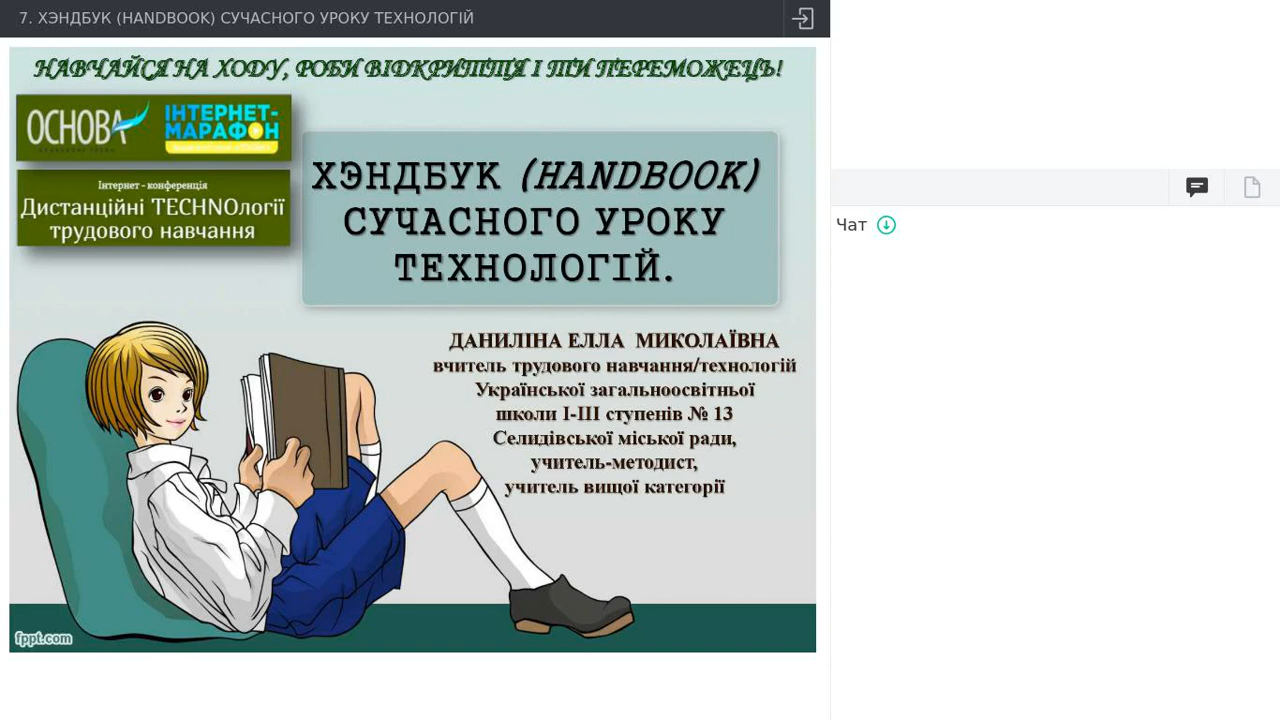 7. ХЭНДБУК (HANDBOOK) СУЧАСНОГО УРОКУ ТЕХНОЛОГІЙ
НАВЧАЙСЯ НА ХОДУ, РОБИ ВІДКРИТТЯ І ТИ ПЕРЕМОЖЕЦЬ!
ОСНОВА
ІНТЕРНЕТ-
МАРАФОН
Інтернет - конференція
Дистанційні TECHNOлогії
трудового навчання
ХЭНДБУК (HANDBOOK)
СУЧАСНОГО УРОКУ
ТЕХНОЛОГІЙ.
ДАНИЛІНА ЕЛЛА МИКОЛАЇВНА
вчитель трудового навчання/технологій
Української загальноосвітньої
школи І-ІІІ ступенів № 13
Селидівської міської ради,
учитель-методист,
учитель вищої категорії
fppt.com
Чат